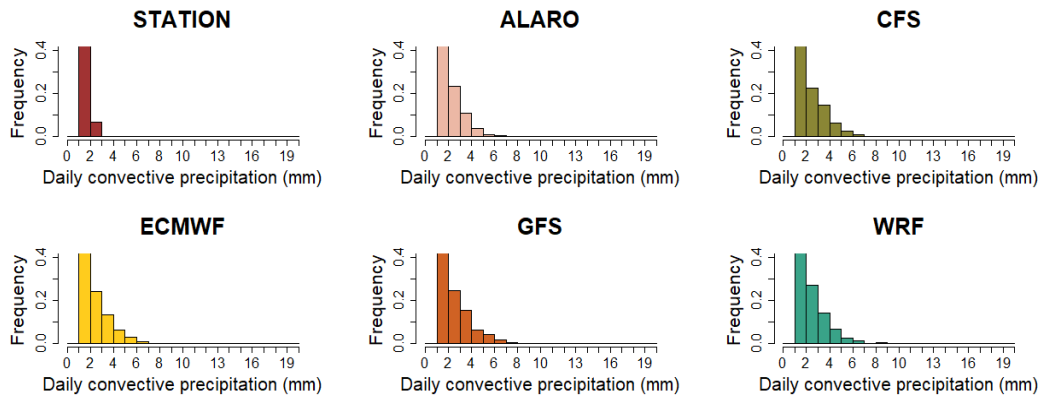 STATION
ALARO
CFS
Frequency
0.0 0.2 0.4
0 2 4 6 8 10 13 16 19
Daily convective precipitation (mm)
Frequency
0.0 0.2 0.4
0 2 4 6 8 10 13 16 19
Daily convective precipitation (mm)
Frequency
0.0 0.2 0.4
0 2 4 6 8 10 13 16 19
Daily convective precipitation (mm)
ECMWF
GFS
WRF
Frequency
0.0 0.2 0.4
0 2 4 6 8 10 13 16 19
Daily convective precipitation (mm)
Frequency
0.0 0.2 0.4
0 2 4 6 8 10 13 16 19
Daily convective precipitation (mm)
Frequency
0.0 0.2 0.4
0 2 4 6 8 10 13 16 19
Daily convective precipitation (mm)